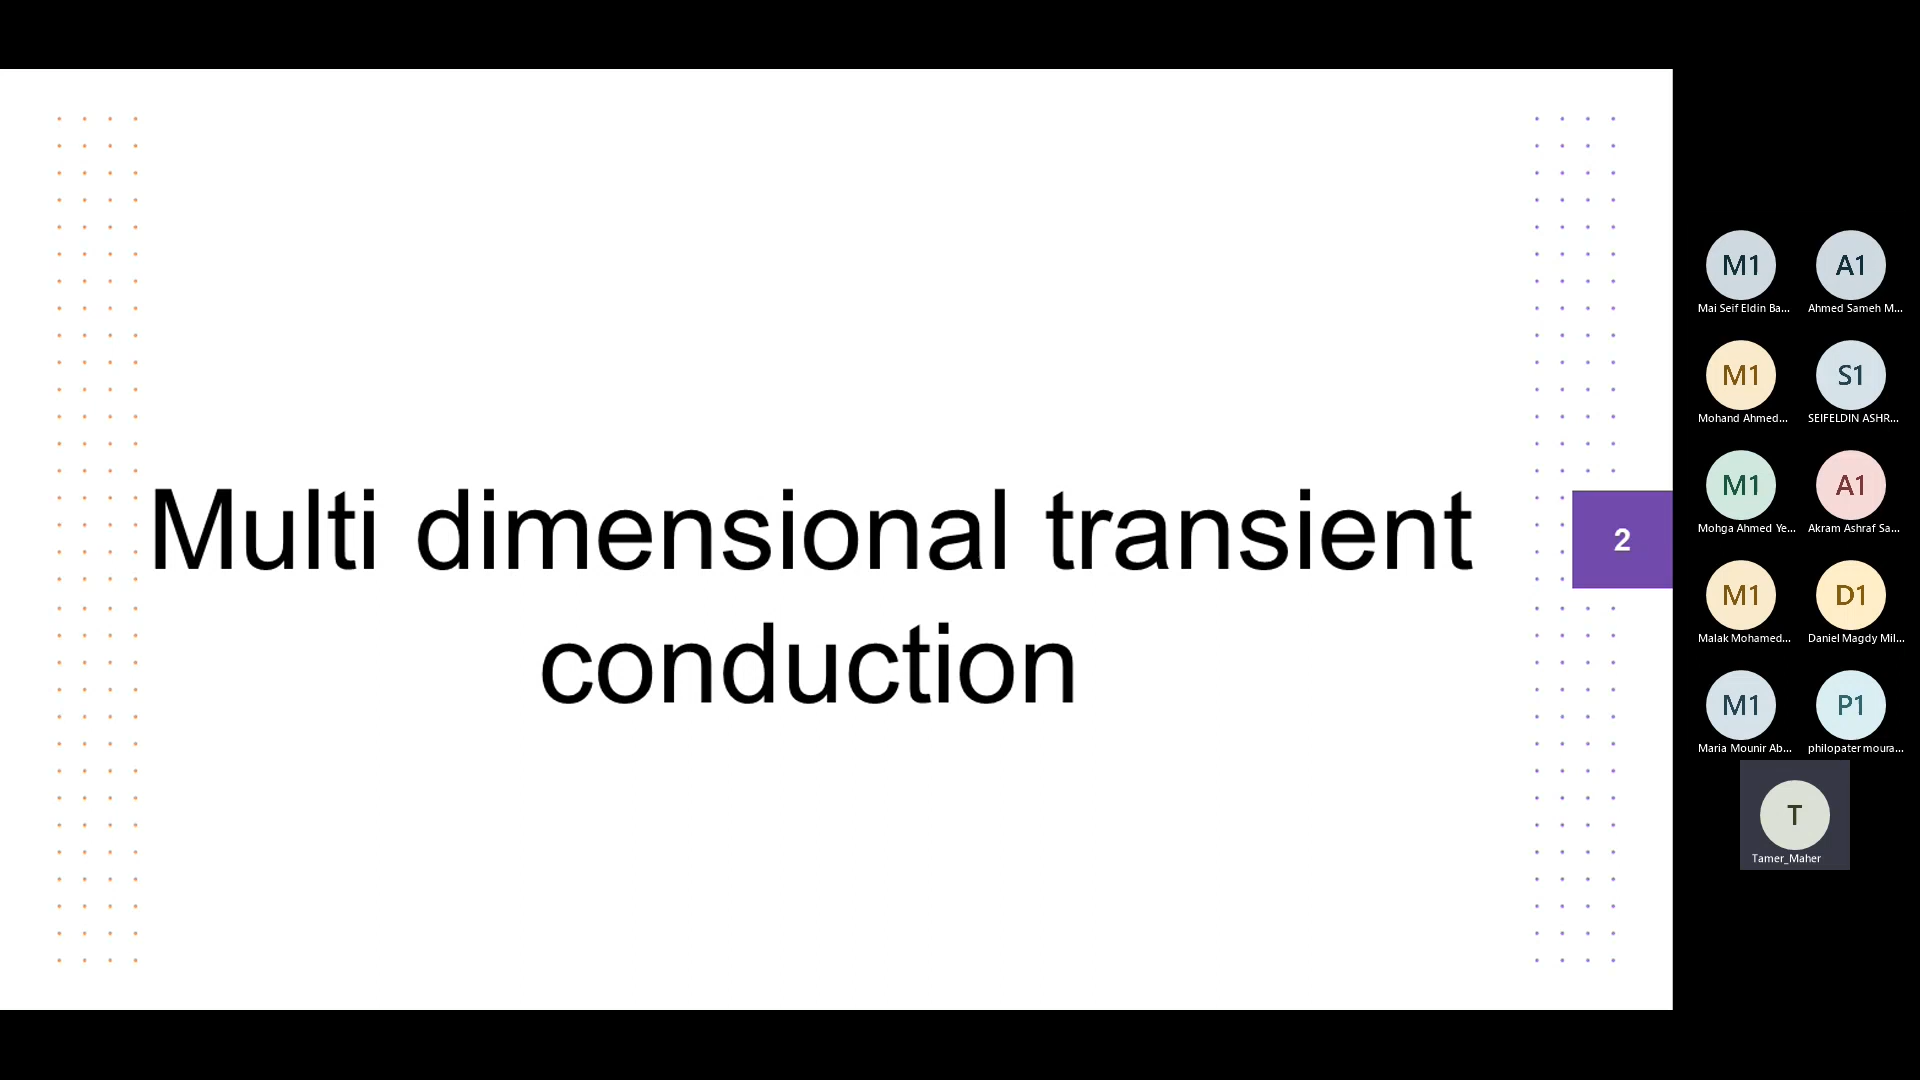 Multi dimensional transient
conduction
2
M1
A1
Mai Seif Eldin Ba...
Ahmed Sameh M...
M1
S1
Mohand Ahmed...
SEIFELDIN ASHR...
M1
A1
Mohga Ahmed Ye...
Akram Ashraf Sa...
M1
D1
Malak Mohamed...
Daniel Magdy Mil...
M1
P1
Maria Mounir Ab...
philopater moura...
T
Tamer_Maher